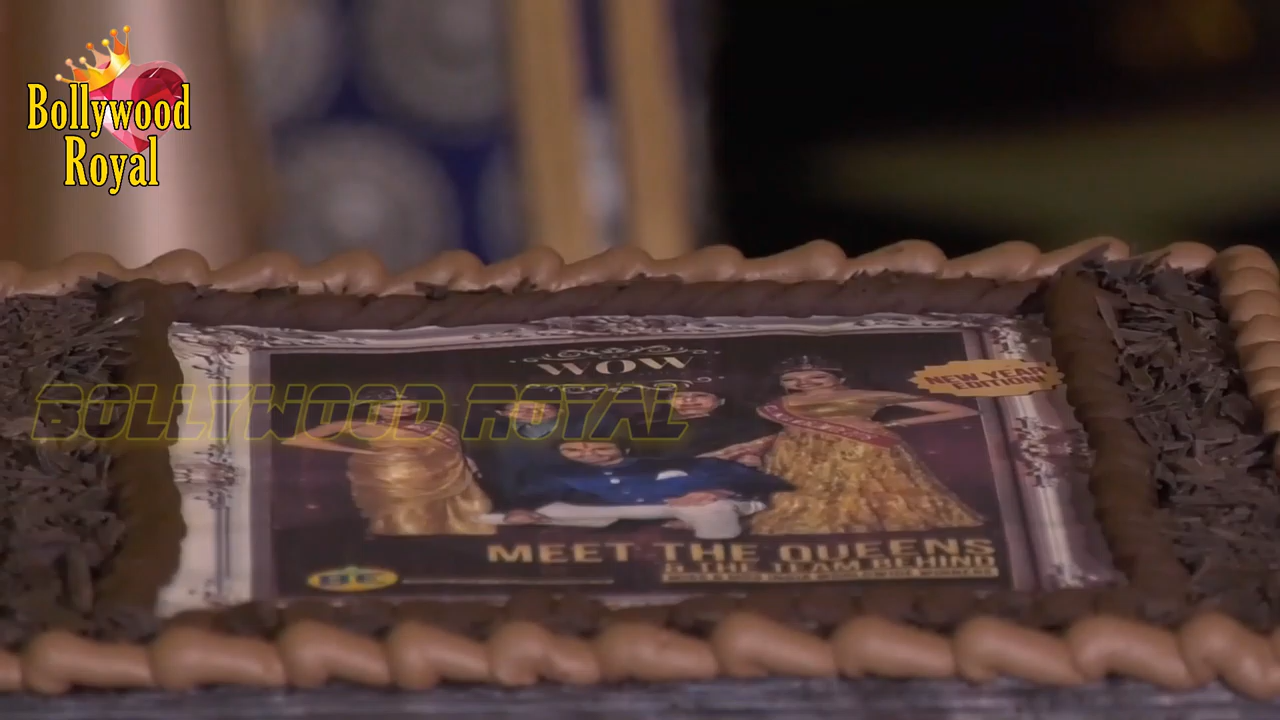 Bollywood
Royal
WOW
NEW YEAR
EDITION!
BOLLYWOOD ROYAL
MEET THE QUEENS
& THE TEAM BEHIND